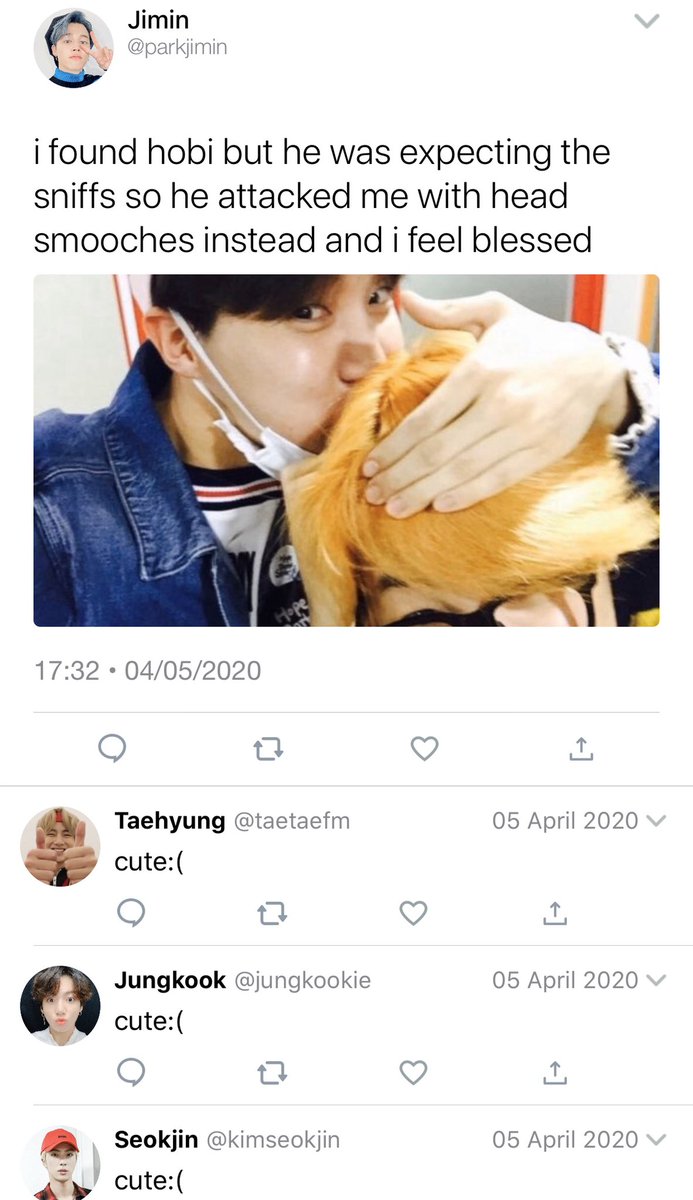 Jimin
@parkjimin
i found hobi but he was expecting the
sniffs so he attacked me with head
smooches instead and i feel blessed
Hope
17:32 • 04/05/2020
Taehyung @taetaefm 05 April 2020
cute:(
Jungkook @jungkookie 05 April 2020
cute:(
Seokjin @kimseokjin 05 April 2020
cute:(